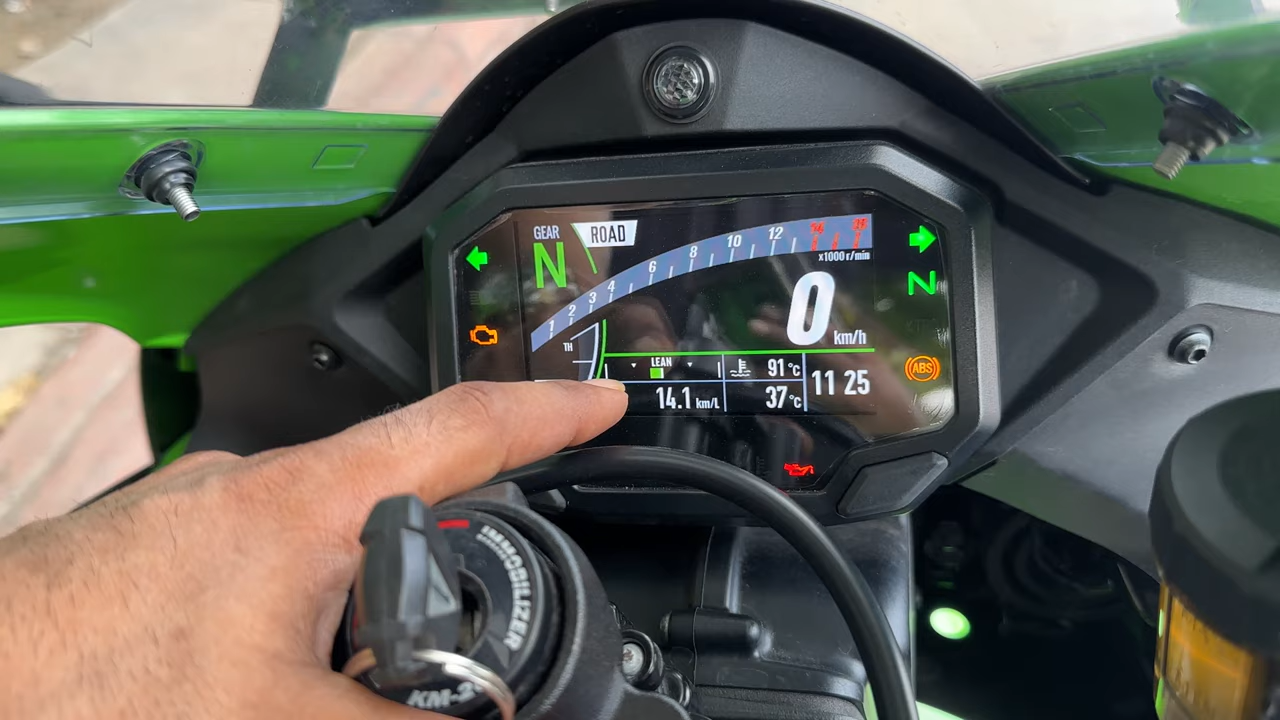 GEAR
N
ROAD
1 2 3 4 6 8 10 12 14
x1000 r/min
N
0 km/h
TH
LEAN
91 °C
ABS
14.1 km/L
37 °C
11 25
IMMOBILIZER